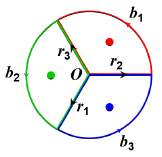 b₁
r₃
b₂
O
r₂
r₁
b₃